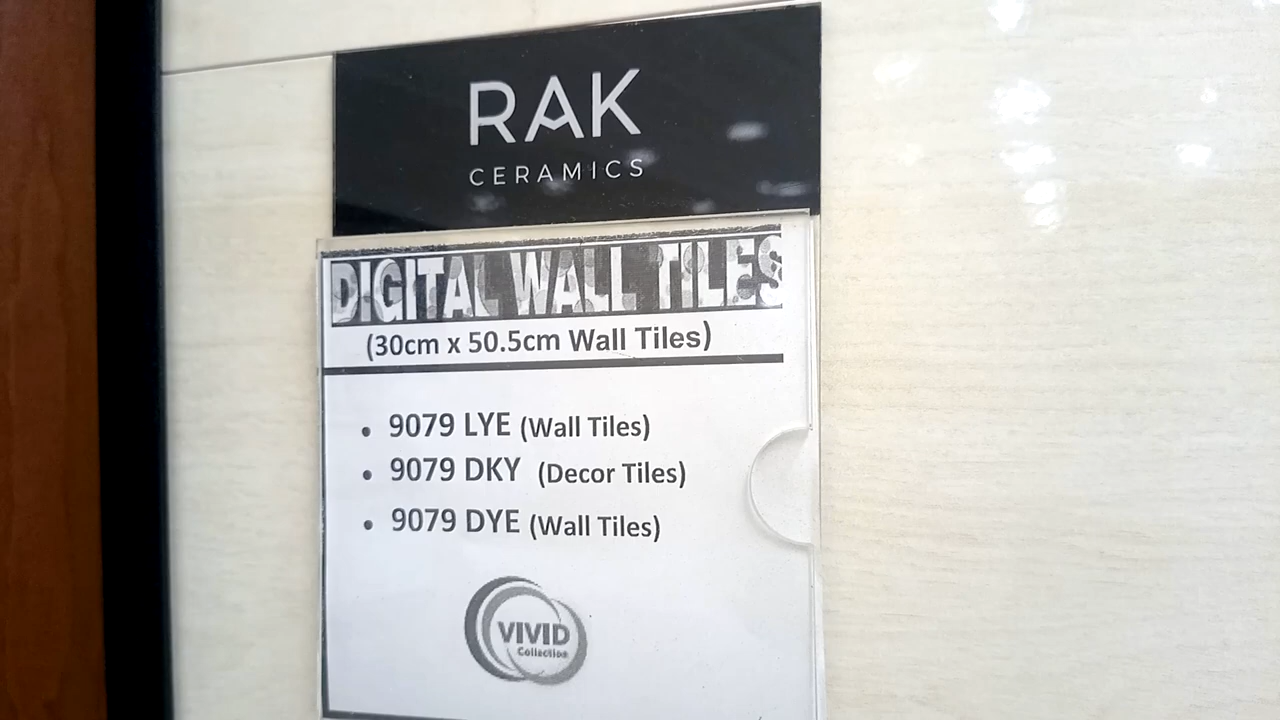 RAK
CERAMICS
DIGITAL WALL TILES
(30cm x 50.5cm Wall Tiles)
• 9079 LYE (Wall Tiles)
• 9079 DKY (Decor Tiles)
• 9079 DYE (Wall Tiles)
VIVID
Collection